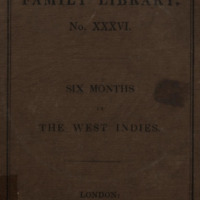 FAMILY LIBRARY.
No. XXXVI.
SIX MONTHS
IN
THE WEST INDIES.
LONDON: